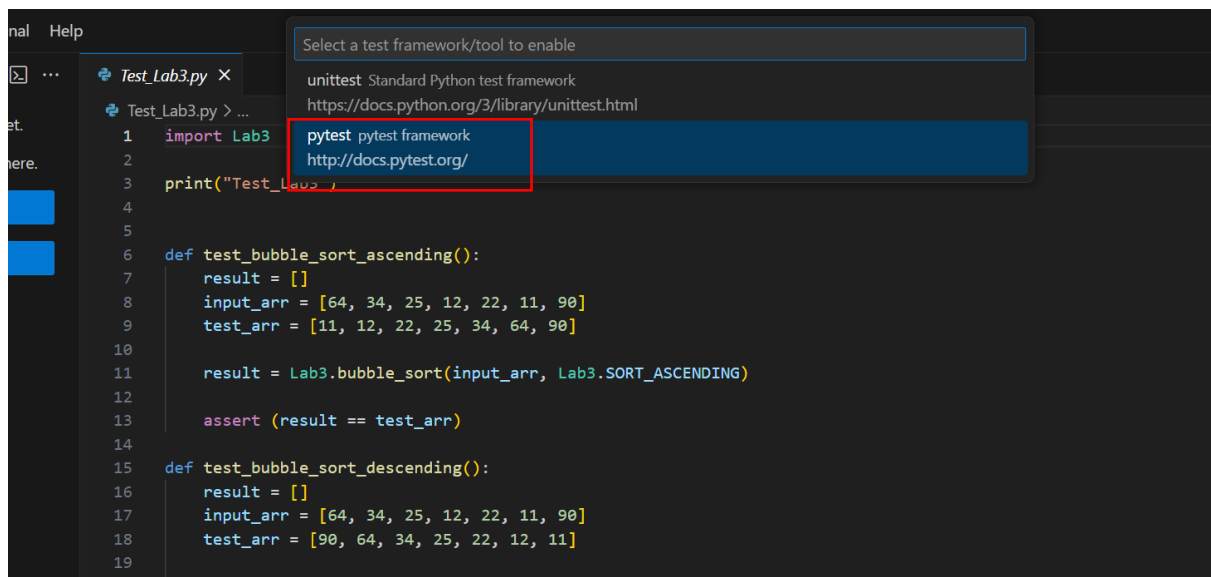 nal Help
Select a test framework/tool to enable
unittest Standard Python test framework
https://docs.python.org/3/library/unittest.html
pytest pytest framework
http://docs.pytest.org/
Test_Lab3.py
Test_Lab3.py > ...
et.
here.
1 import Lab3
2
3 print("Test_Lab3")
4
5
6 def test_bubble_sort_ascending():
7 result = []
8 input_arr = [64, 34, 25, 12, 22, 11, 90]
9 test_arr = [11, 12, 22, 25, 34, 64, 90]
10
11 result = Lab3.bubble_sort(input_arr, Lab3.SORT_ASCENDING)
12
13 assert (result == test_arr)
14
15 def test_bubble_sort_descending():
16 result = []
17 input_arr = [64, 34, 25, 12, 22, 11, 90]
18 test_arr = [90, 64, 34, 25, 22, 12, 11]
19